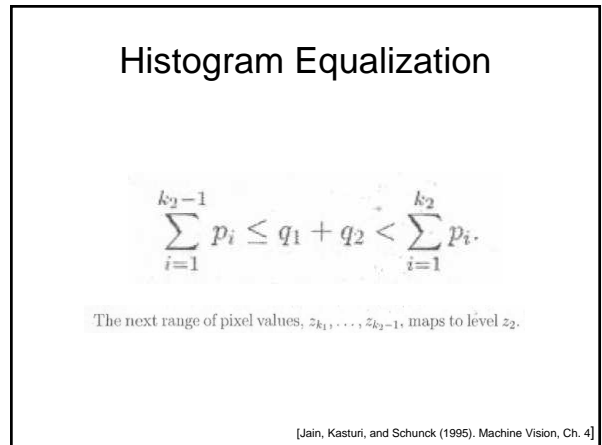 Histogram Equalization
$$\sum_{i=1}^{k_2-1} p_i \leq q_1 + q_2 < \sum_{i=1}^{k_2} p_i.$$
The next range of pixel values, $z_{k_1}, \ldots, z_{k_2-1}$, maps to level $z_2$.
[Jain, Kasturi, and Schunck (1995). Machine Vision, Ch. 4]